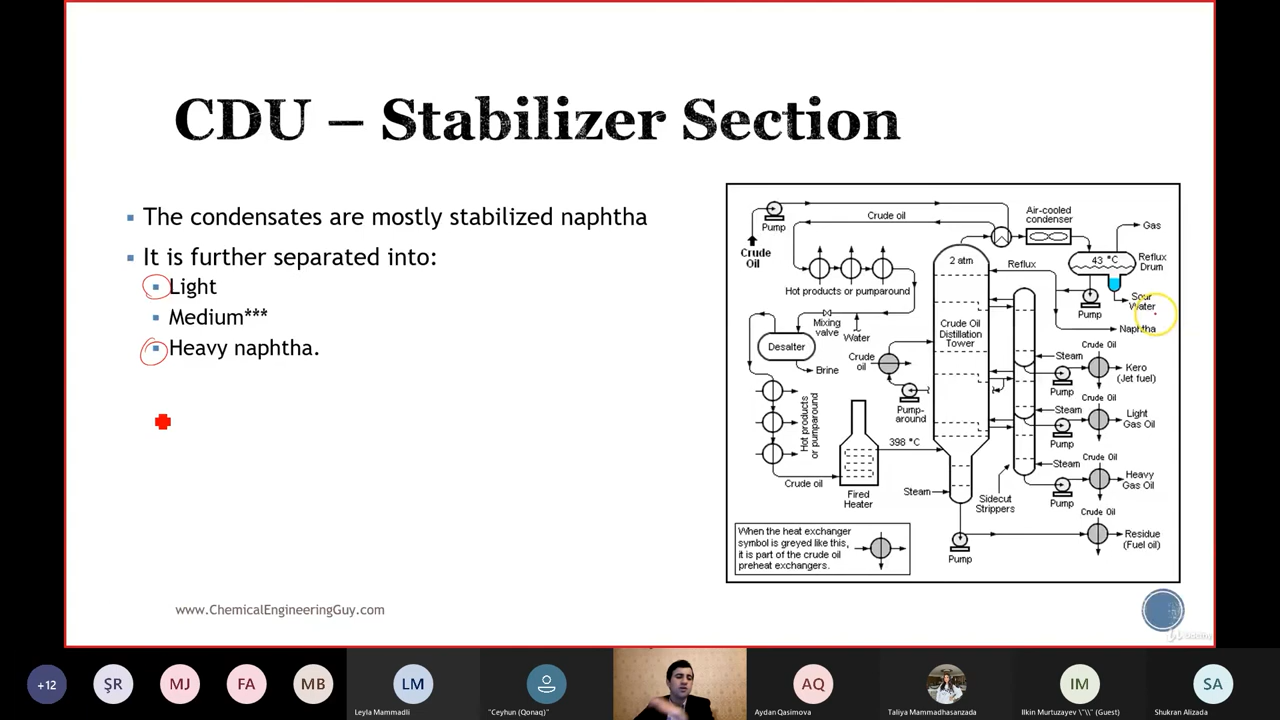 CDU – Stabilizer Section
The condensates are mostly stabilized naphtha
It is further separated into:
Light
Medium***
Heavy naphtha.
www.ChemicalEngineeringGuy.com
Pump
Crude
Oil
Crude oil
Air-cooled
condenser
Gas
2 atm
Reflux
43 °C
Reflux
Drum
Hot products or pumparound
Pump
Sour
Water
Mixing
valve
Water
Crude Oil
Distillation
Tower
Naphtha
Desalter
Brine
Crude
oil
Steam
Crude Oil
Kero
(Jet fuel)
Pump
Pump-
around
Hot products
or pumparound
Steam
Crude Oil
Light
Gas Oil
Pump
398 °C
Steam
Crude Oil
Heavy
Gas Oil
Pump
Crude oil
Fired
Heater
Steam
Sidecut
Strippers
Crude Oil
Residue
(Fuel oil)
Pump
When the heat exchanger
symbol is greyed like this,
it is part of the crude oil
preheat exchangers.
udemy
+12
ŞR
MJ
FA
MB
LM
Leyla Mammadli
"Ceyhun (Qonaq)"
AQ
Aydan Qasimova
Taliya Mammadhasanzada
IM
Ilkin Murtuzayev \"\\" (Guest)
SA
Shukran Alizada